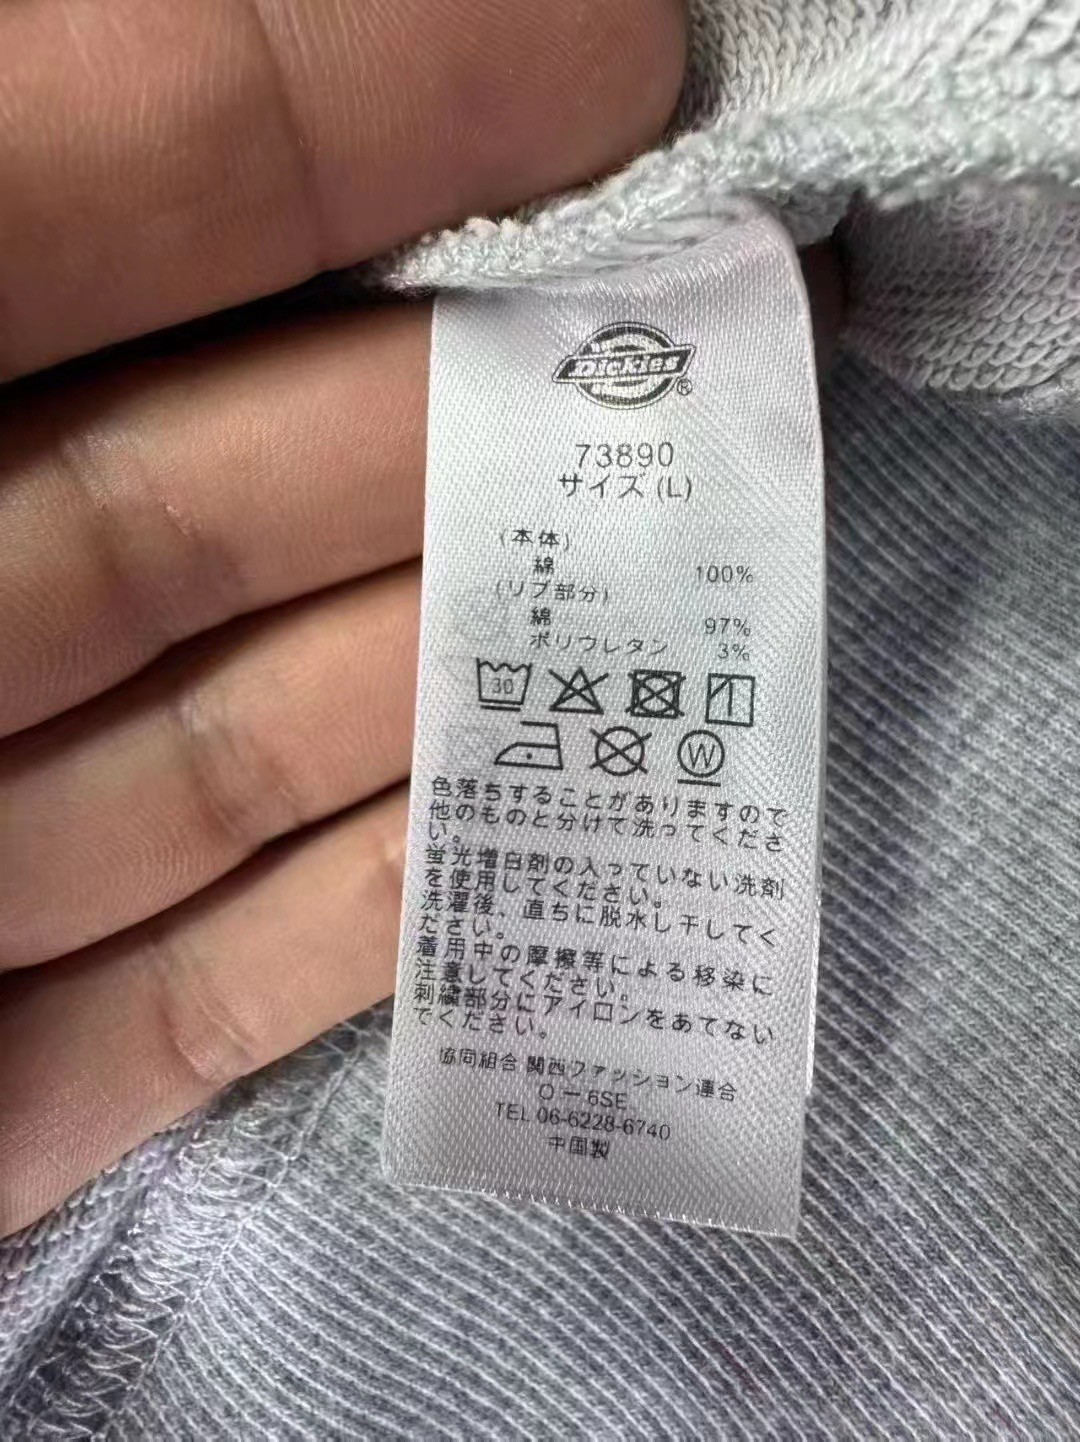 Dickies®
73890
サイズ(L)
(本体)
綿 100%
(リブ部分)
綿 97%
ポリウレタン 3%
30
W
色落ちすることがありますので
他のものと分けて洗ってくださ
い。
蛍光増白剤の入っていない洗剤
を使用してください。
洗濯後、直ちに脱水し干してく
ださい。
着用中の摩擦等による移染に
注意してください。
刺繍部分にアイロンをあてない
でください。
協同組合 関西ファッション連合
O-6SE
TEL 06-6228-6740
中国製